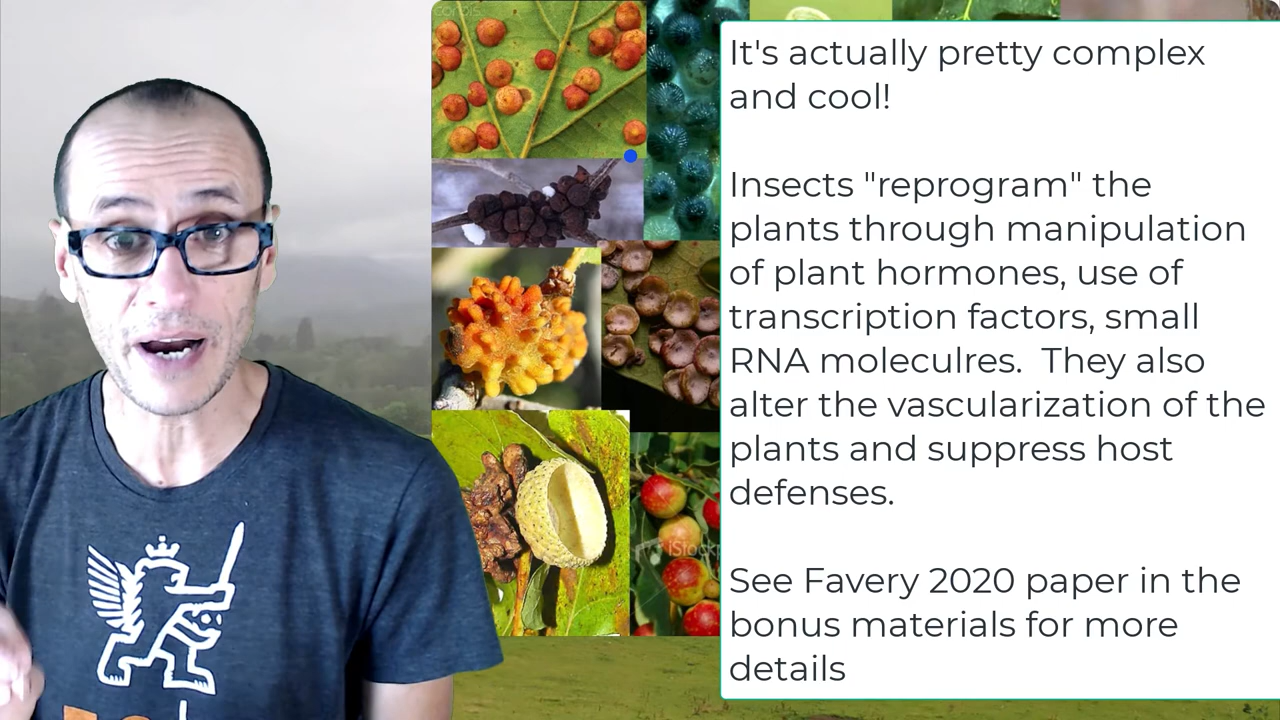 It's actually pretty complex
and cool!
Insects "reprogram" the
plants through manipulation
of plant hormones, use of
transcription factors, small
RNA moleculres.  They also
alter the vascularization of the
plants and suppress host
defenses.
See Favery 2020 paper in the
bonus materials for more
details